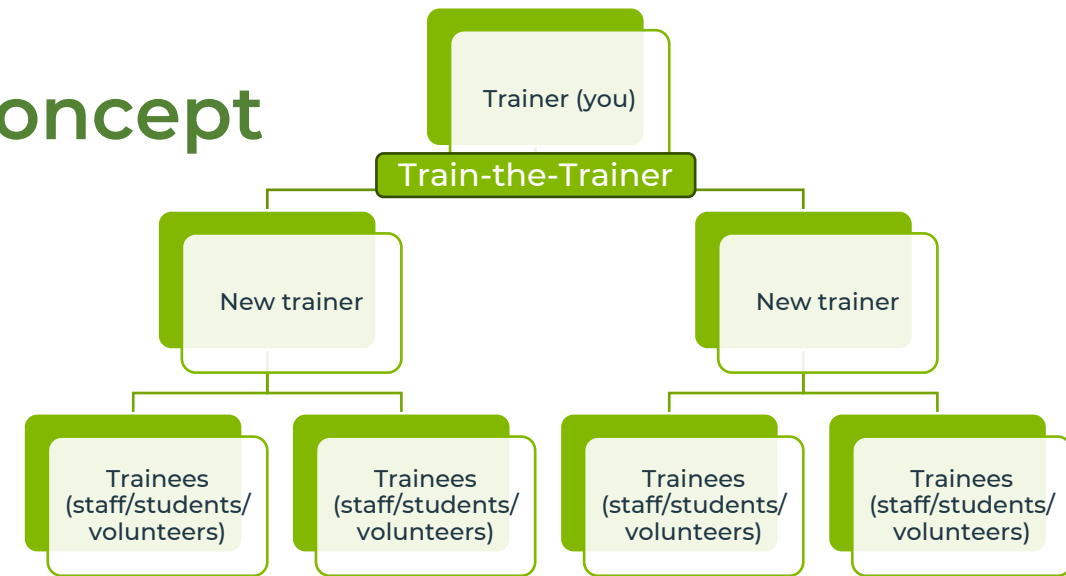 oncept
Trainer (you)
Train-the-Trainer
New trainer
New trainer
Trainees
(staff/students/
volunteers)
Trainees
(staff/students/
volunteers)
Trainees
(staff/students/
volunteers)
Trainees
(staff/students/
volunteers)